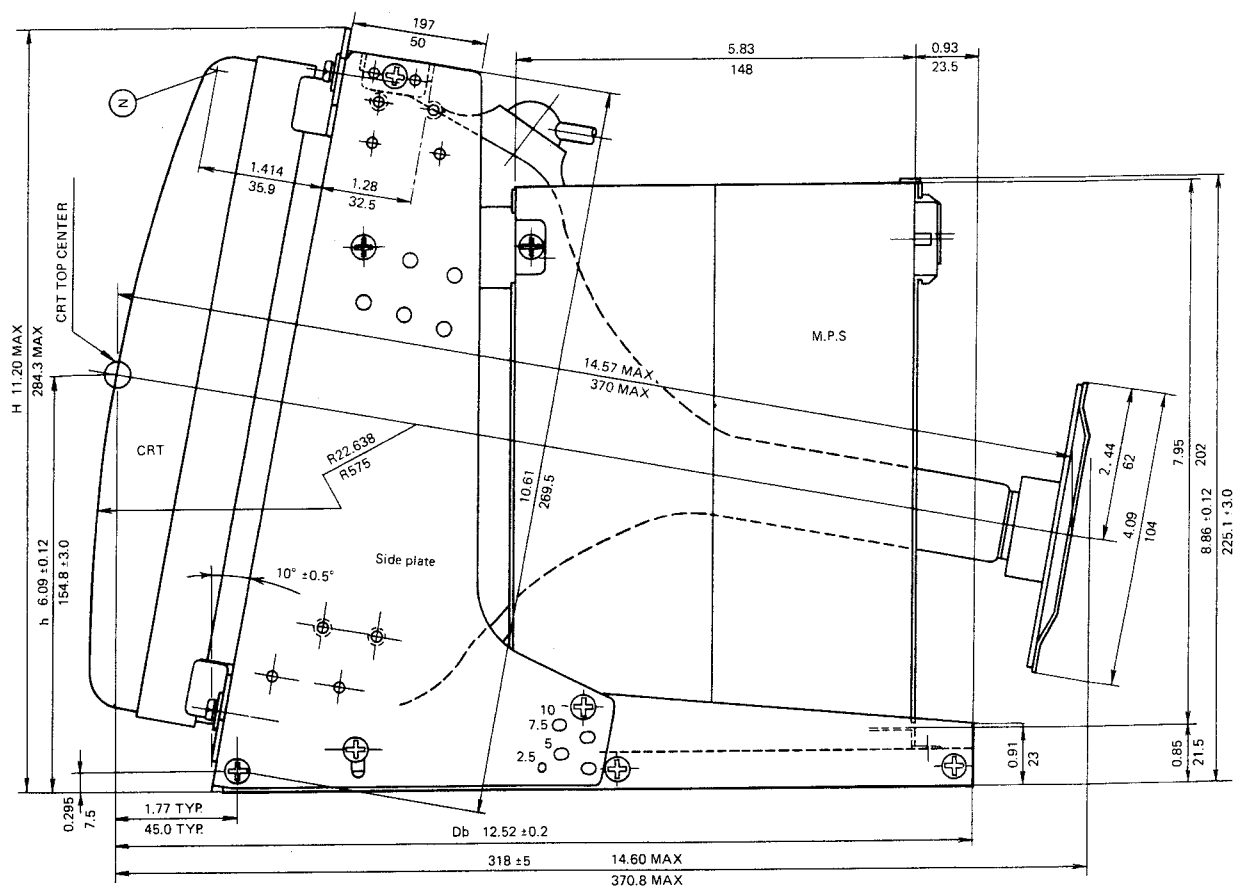 197
50
5.83
148
0.93
23.5
N
1.414
35.9
1.28
32.5
CRT TOP CENTER
H 11.20 MAX
284.3 MAX
M.P.S
14.57 MAX
370 MAX
CRT
R22.638
R575
10.61
269.5
2.44
62
4.09
104
7.95
202
8.86 ±0.12
225.1 ±3.0
h 6.09 ±0.12
154.8 ±3.0
Side plate
10° ±0.5°
10
7.5
5
2.5
0.91
23
0.85
21.5
0.295
7.5
1.77 TYP.
45.0 TYP.
Db 12.52 ±0.2
318 ±5
14.60 MAX
370.8 MAX